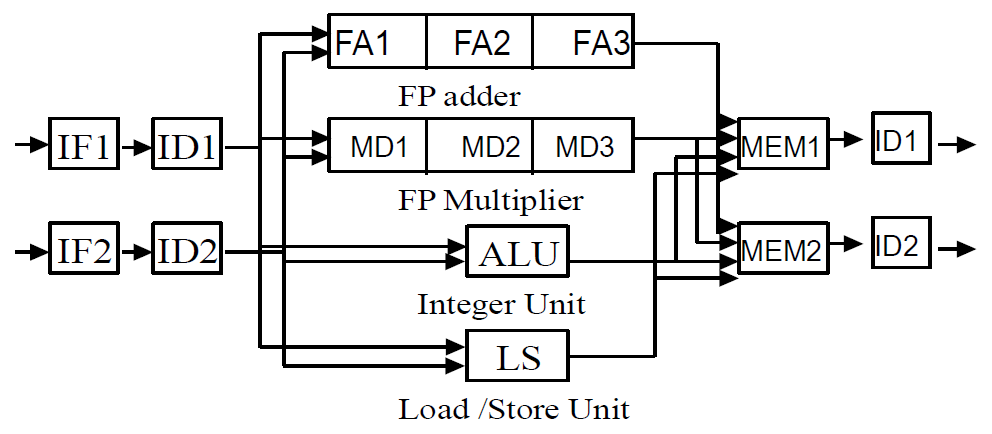 FA1 FA2 FA3
FP adder
IF1 ID1 MD1 MD2 MD3 MEM1 ID1
FP Multiplier
IF2 ID2 ALU MEM2 ID2
Integer Unit
LS
Load /Store Unit